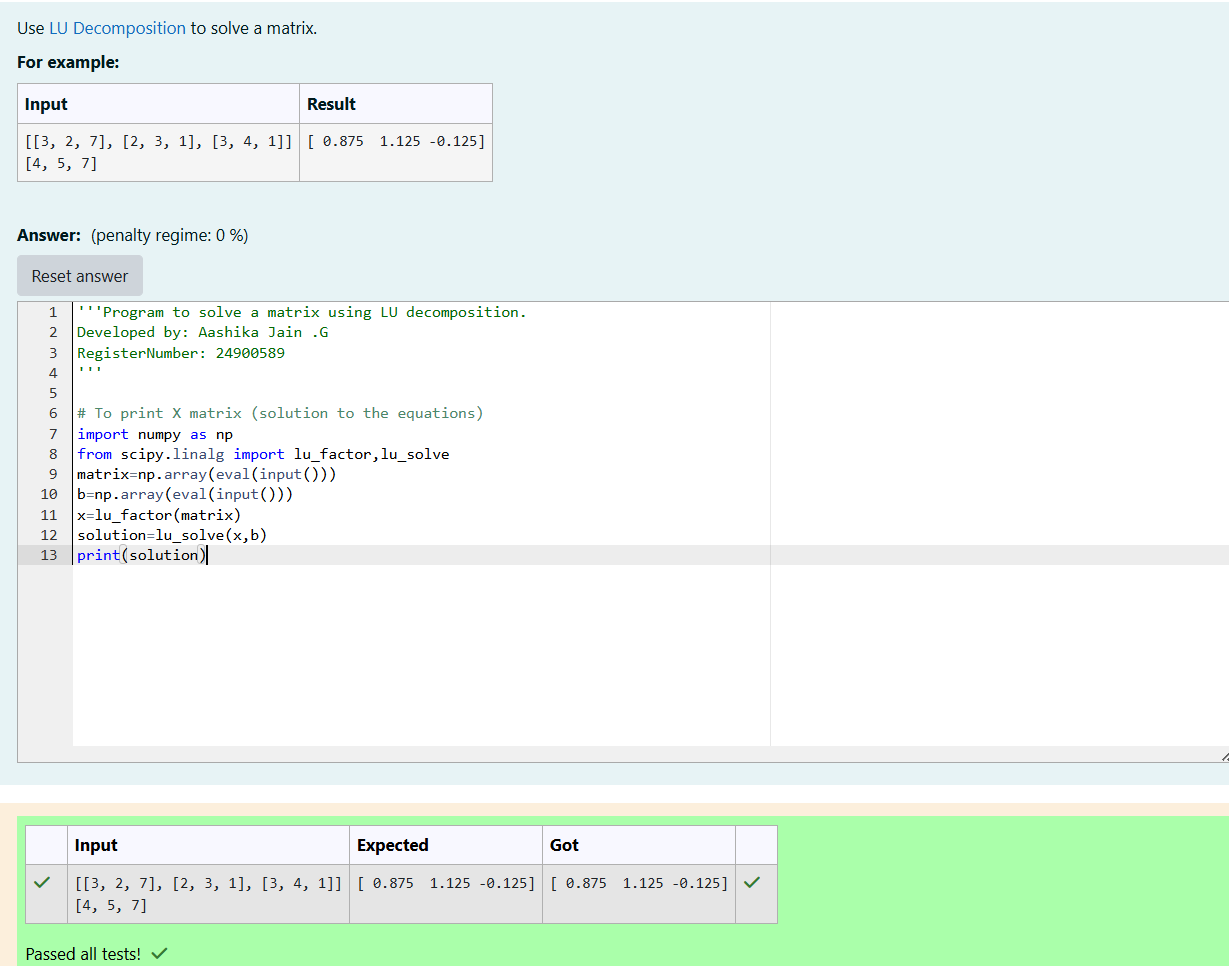 Use LU Decomposition to solve a matrix.
For example:
Input Result
[[3, 2, 7], [2, 3, 1], [3, 4, 1]] [ 0.875  1.125 -0.125]
[4, 5, 7]
Answer: (penalty regime: 0 %)
Reset answer
1 '''Program to solve a matrix using LU decomposition.
2 Developed by: Aashika Jain .G
3 RegisterNumber: 24900589
4 '''
5
6 # To print X matrix (solution to the equations)
7 import numpy as np
8 from scipy.linalg import lu_factor,lu_solve
9 matrix=np.array(eval(input()))
10 b=np.array(eval(input()))
11 x=lu_factor(matrix)
12 solution=lu_solve(x,b)
13 print(solution)
Input Expected Got
[[3, 2, 7], [2, 3, 1], [3, 4, 1]] [ 0.875  1.125 -0.125] [ 0.875  1.125 -0.125]
[4, 5, 7]
Passed all tests!